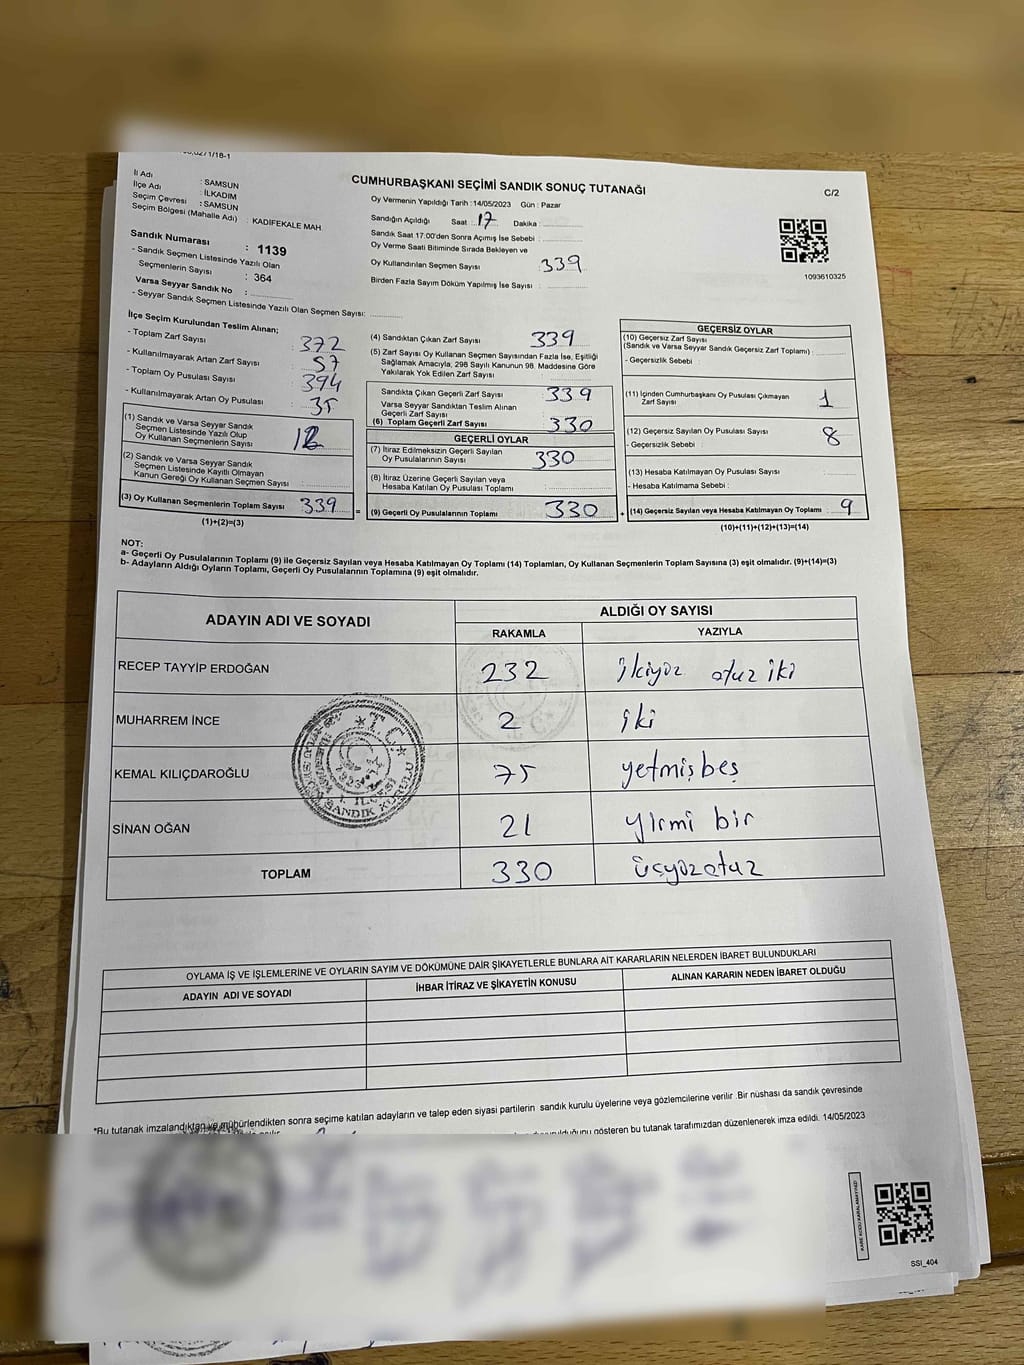 C/2
CUMHURBAŞKANI SEÇİMİ SANDIK SONUÇ TUTANAĞI
İl Adı : SAMSUN
İlçe Adı : İLKADIM
Seçim Çevresi : SAMSUN
Seçim Bölgesi (Mahalle Adı) : KADIFEKALE MAH
Sandık Numarası : 1139
- Sandık Seçmen Listesinde Yazılı Olan
Seçmenlerin Sayısı : 364
Varsa Seyyar Sandık No :
- Seyyar Sandık Seçmen Listesinde Yazılı Olan Seçmen Sayısı:
Oy Vermenin Yapıldığı Tarih :14/05/2023 Gün : Pazar
Sandığın Açıldığı Saat : 17 Dakika :
Sandık Saat 17:00'den Sonra Açılmış İse Sebebi :
Oy Verme Saati Bitiminde Sırada Bekleyen ve
Oy Kullandırılan Seçmen Sayısı : 339
Birden Fazla Sayım Döküm Yapılmış İse Sayısı :
1093610325
İlçe Seçim Kurulundan Teslim Alınan;
- Toplam Zarf Sayısı : 372
- Kullanılmayarak Artan Zarf Sayısı : 57
- Toplam Oy Pusulası Sayısı : 394
- Kullanılmayarak Artan Oy Pusulası : 35
(1) Sandık ve Varsa Seyyar Sandık
Seçmen Listesinde Yazılı Olup
Oy Kullanan Seçmenlerin Sayısı :
(2) Sandık ve Varsa Seyyar Sandık
Seçmen Listesinde Kayıtlı Olmayan
Kanun Gereği Oy Kullanan Seçmen Sayısı :
(3) Oy Kullanan Seçmenlerin Toplam Sayısı : 339
(1)+(2)=(3)
(4) Sandıktan Çıkan Zarf Sayısı : 339
(5) Zarf Sayısı Oy Kullanan Seçmen Sayısından Fazla İse, Eşitliği
Sağlamak Amacıyla, 298 Sayılı Kanunun 98. Maddesine Göre
Yakılarak Yok Edilen Zarf Sayısı :
Sandıkta Çıkan Geçerli Zarf Sayısı : 339
Varsa Seyyar Sandıktan Teslim Alınan
Geçerli Zarf Sayısı :
(6) Toplam Geçerli Zarf Sayısı : 330
GEÇERLİ OYLAR
(7) İtiraz Edilmeksizin Geçerli Sayılan
Oy Pusulalarının Sayısı : 330
(8) İtiraz Üzerine Geçerli Sayılan veya
Hesaba Katılan Oy Pusulası Toplamı :
= (9) Geçerli Oy Pusulalarının Toplamı : 330
GEÇERSİZ OYLAR
(10) Geçersiz Zarf Sayısı
(Sandık ve Varsa Seyyar Sandık Geçersiz Zarf Toplamı) :
- Geçersizlik Sebebi :
(11) İçinden Cumhurbaşkanı Oy Pusulası Çıkmayan
Zarf Sayısı : 1
(12) Geçersiz Sayılan Oy Pusulası Sayısı : 8
- Geçersizlik Sebebi :
(13) Hesaba Katılmayan Oy Pusulası Sayısı
- Hesaba Katılmama Sebebi :
+ (14) Geçersiz Sayılan veya Hesaba Katılmayan Oy Toplamı : 9
(10)+(11)+(12)+(13)=(14)
NOT:
a- Geçerli Oy Pusulalarının Toplamı (9) ile Geçersiz Sayılan veya Hesaba Katılmayan Oy Toplamı (14) Toplamları, Oy Kullanan Seçmenlerin Toplam Sayısına (3) eşit olmalıdır. (9)+(14)=(3)
b- Adayların Aldığı Oyların Toplamı, Geçerli Oy Pusulalarının Toplamına (9) eşit olmalıdır.
ADAYIN ADI VE SOYADI ALDIĞI OY SAYISI
RAKAMLA YAZIYLA
RECEP TAYYİP ERDOĞAN 232 ikiyüz otuz iki
MUHARREM İNCE 2 iki
KEMAL KILIÇDAROĞLU 75 yetmişbeş
SİNAN OĞAN 21 yirmi bir
TOPLAM 330 üçyüzotuz
OYLAMA İŞ VE İŞLEMLERİNE VE OYLARIN SAYIM VE DÖKÜMÜNE DAİR ŞİKAYETLERLE BUNLARA AİT KARARLARIN NELERDEN İBARET BULUNDUKLARI
ADAYIN ADI VE SOYADI İHBAR İTİRAZ VE ŞİKAYETİN KONUSU ALINAN KARARIN NEDEN İBARET OLDUĞU
*Bu tutanak imzalandıktan ve mühürlendikten sonra seçime katılan adayların ve talep eden siyasi partilerin sandık kurulu üyelerine veya gözlemcilerine verilir .Bir nüshası da sandık çevresinde
gösteren bu tutanak tarafımızdan düzenlenerek imza edildi. 14/05/2023
KARE KODU KARALAMAYINIZ!
SSI_404